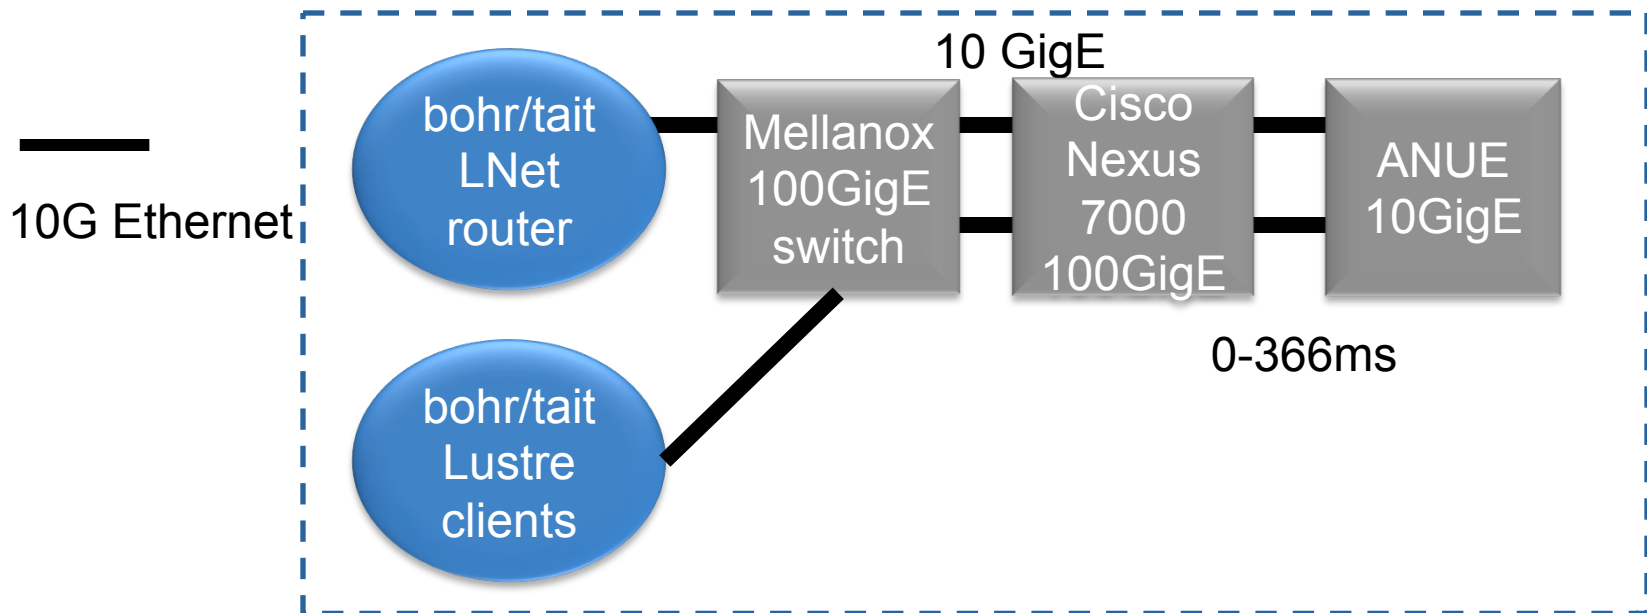 10G Ethernet
bohr/tait
LNet
router
bohr/tait
Lustre
clients
Mellanox
100GigE
switch
10 GigE
Cisco
Nexus
7000
100GigE
ANUE
10GigE
0-366ms